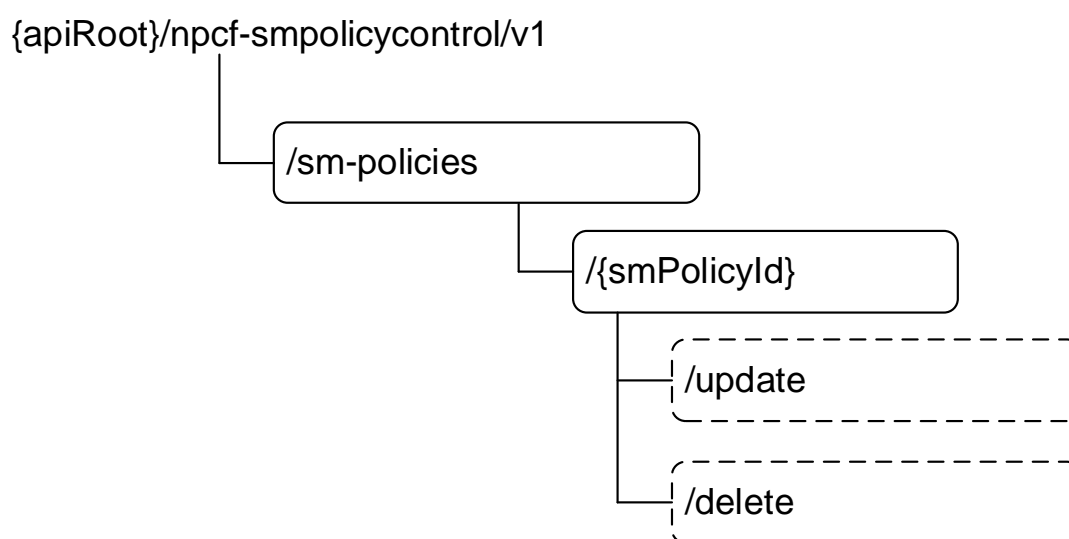 {apiRoot}/npcf-smpolicycontrol/v1
/sm-policies
/{smPolicyId}
/update
/delete